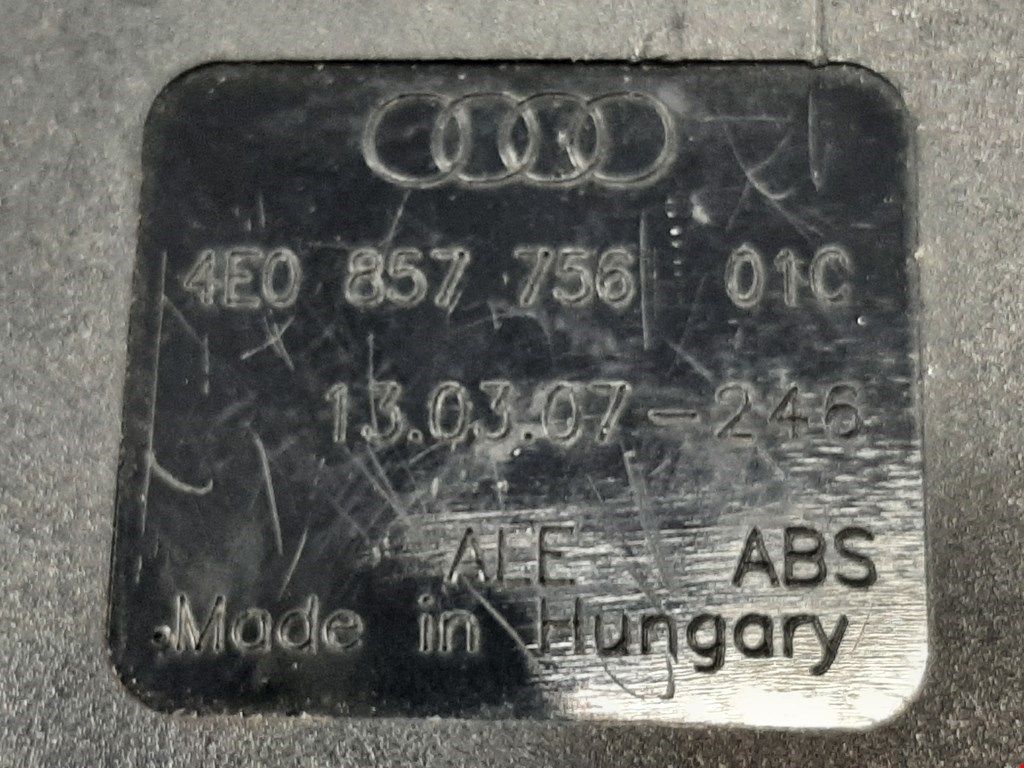 4E0 857 756 01C
13.03.07-246
ALE ABS
Made in Hungary